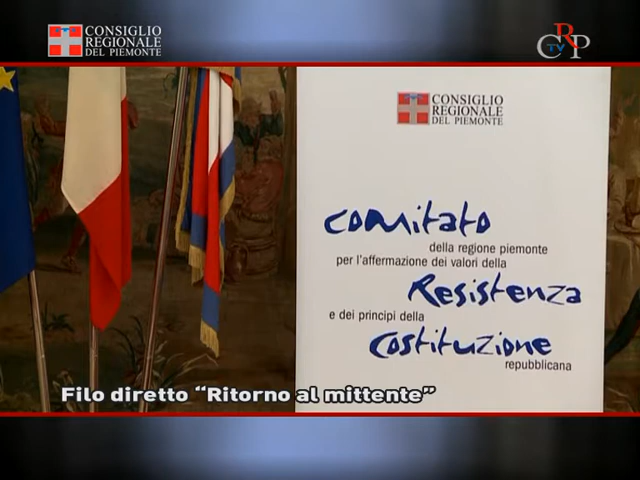 CONSIGLIO
REGIONALE
DEL PIEMONTE
CRP
TV
CONSIGLIO
REGIONALE
DEL PIEMONTE
comitato
della regione piemonte
per l'affermazione dei valori della
Resistenza
e dei principi della
costituzione
repubblicana
Filo diretto “Ritorno al mittente”